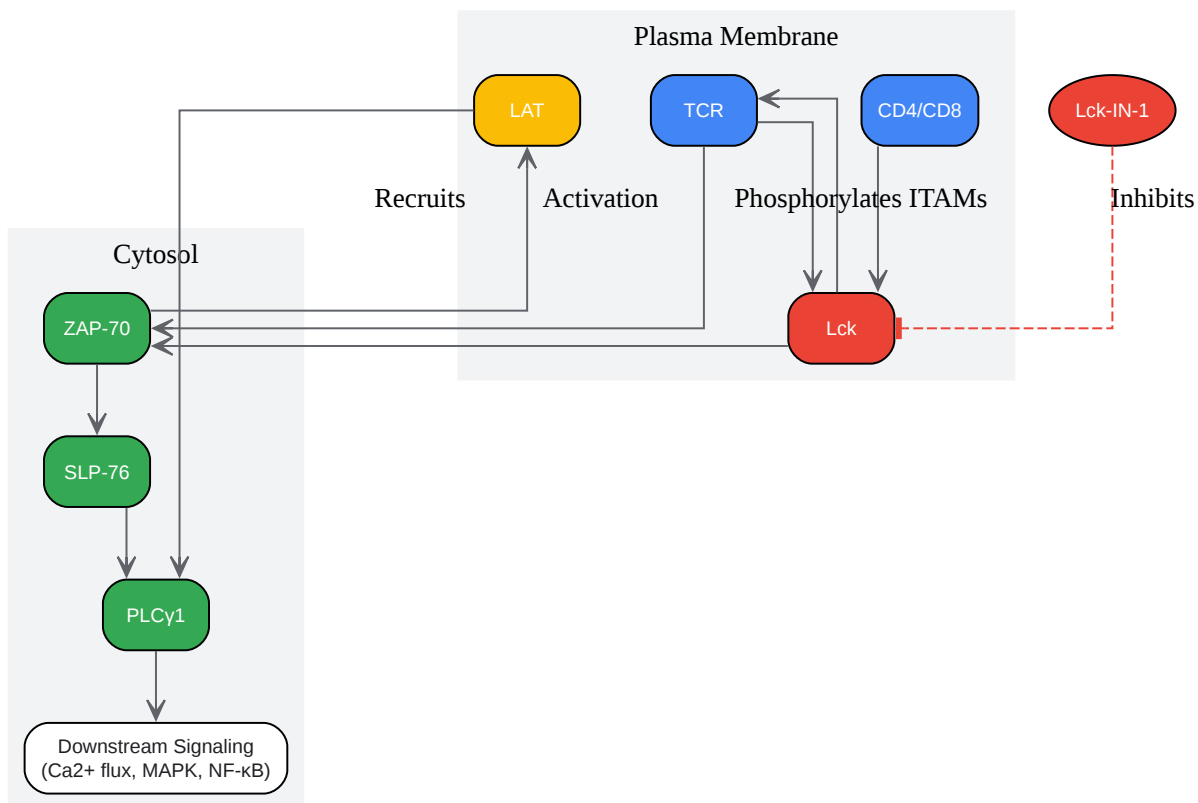 Plasma Membrane
LAT
TCR
CD4/CD8
Lck-IN-1
Recruits
Activation
Phosphorylates ITAMs
Inhibits
Cytosol
ZAP-70
Lck
SLP-76
PLCγ1
Downstream Signaling
(Ca2+ flux, MAPK, NF-κB)